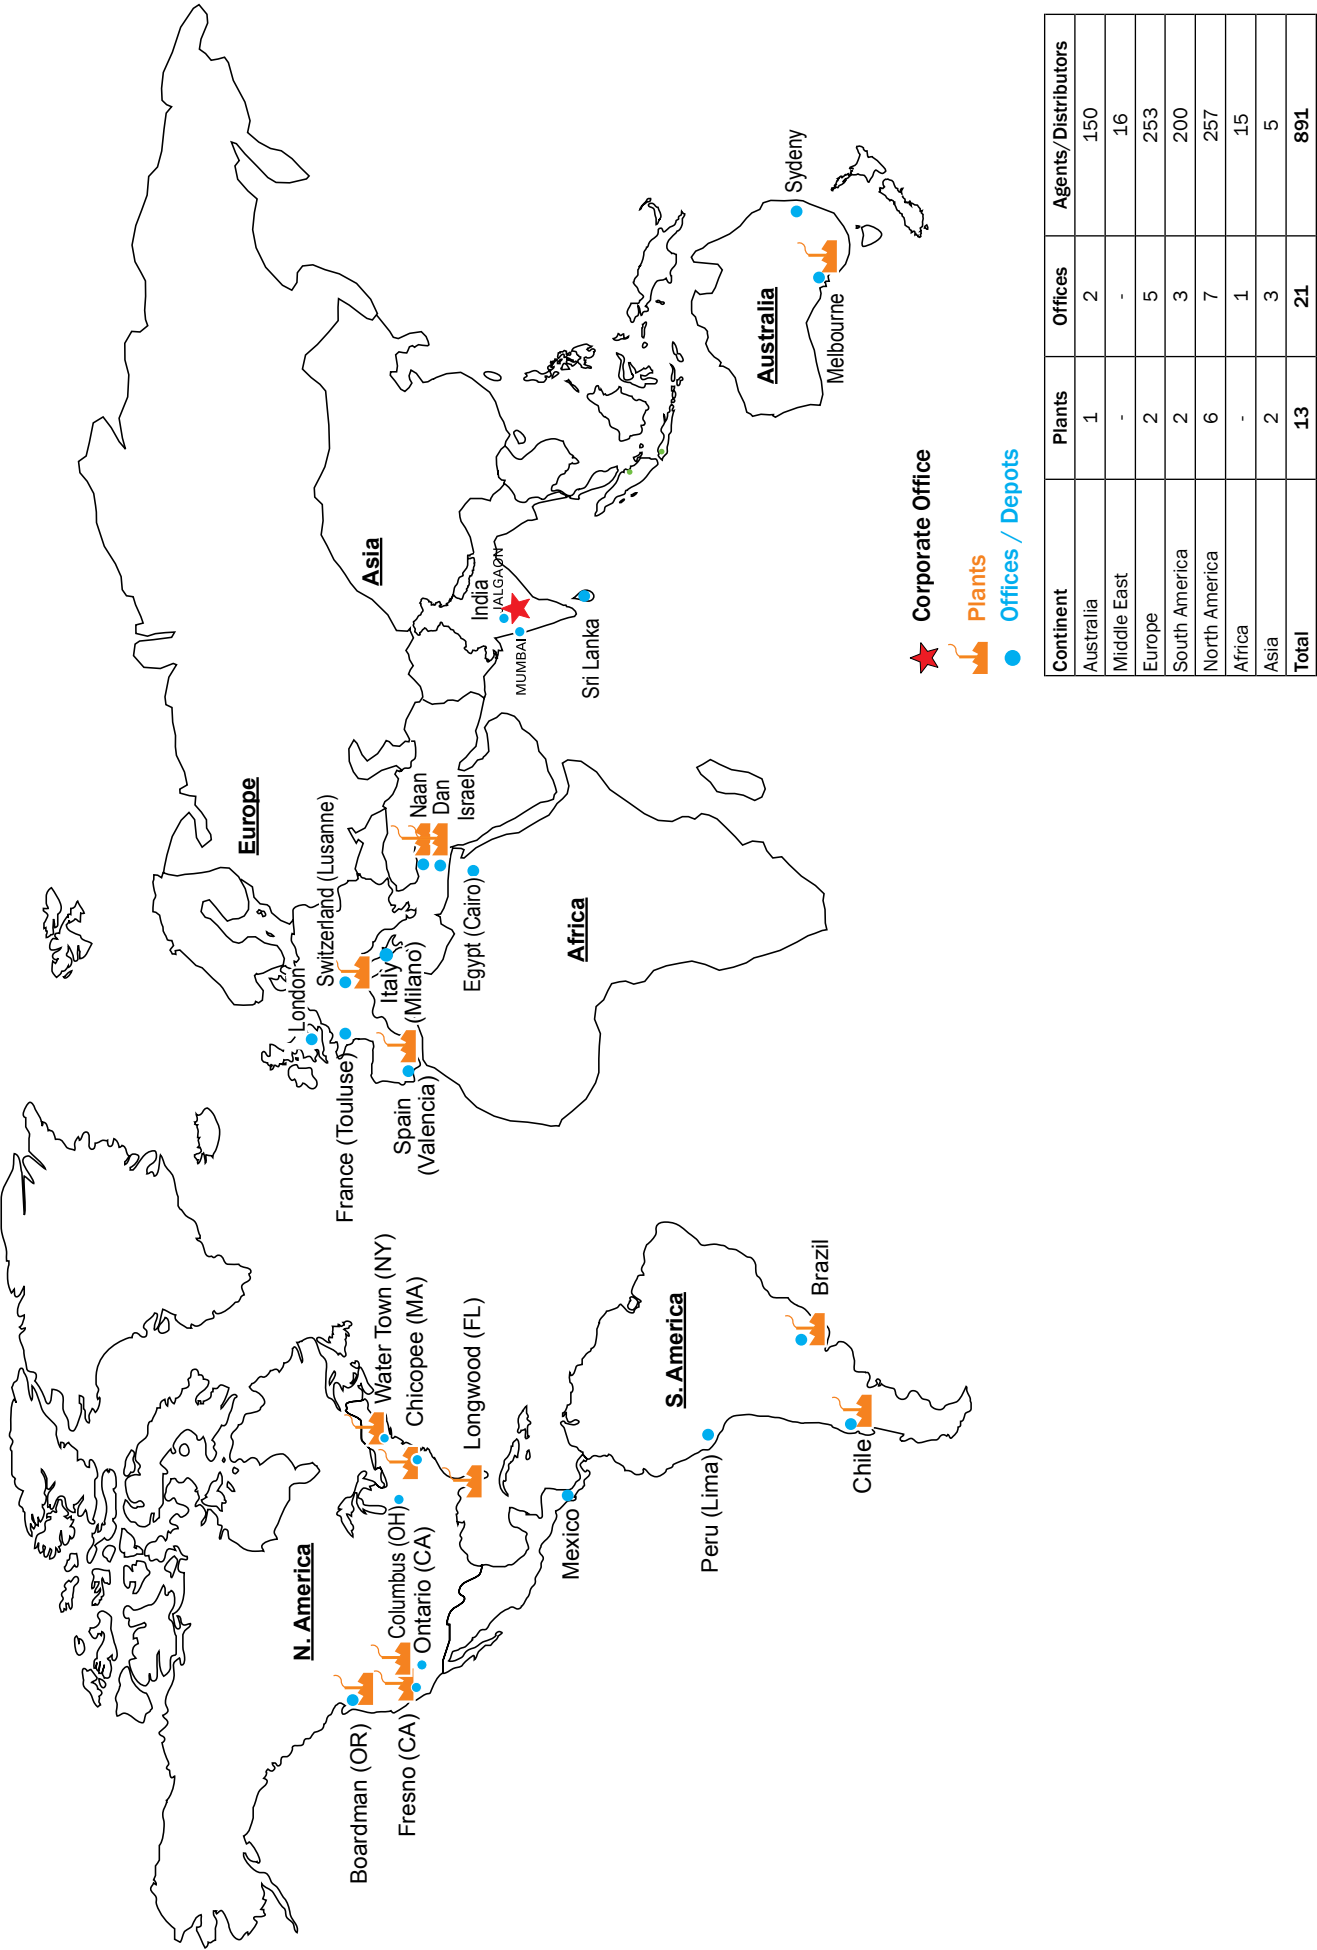 N. America
Boardman (OR)
Fresno (CA)
Columbus (OH)
Ontario (CA)
Water Town (NY)
Chicopee (MA)
Longwood (FL)
Mexico
S. America
Peru (Lima)
Chile
Brazil
Europe
London
Switzerland (Lusanne)
France (Touluse)
Italy
(Milano)
Spain
(Valencia)
Naan
Dan
Israel
Egypt (Cairo)
Africa
Asia
India
JALGAON
MUMBAI
Sri Lanka
Australia
Sydeny
Melbourne
Corporate Office
Plants
Offices / Depots
Continent Plants Offices Agents/Distributors
Australia 1 2 150
Middle East - - 16
Europe 2 5 253
South America 2 3 200
North America 6 7 257
Africa - 1 15
Asia 2 3 5
Total 13 21 891